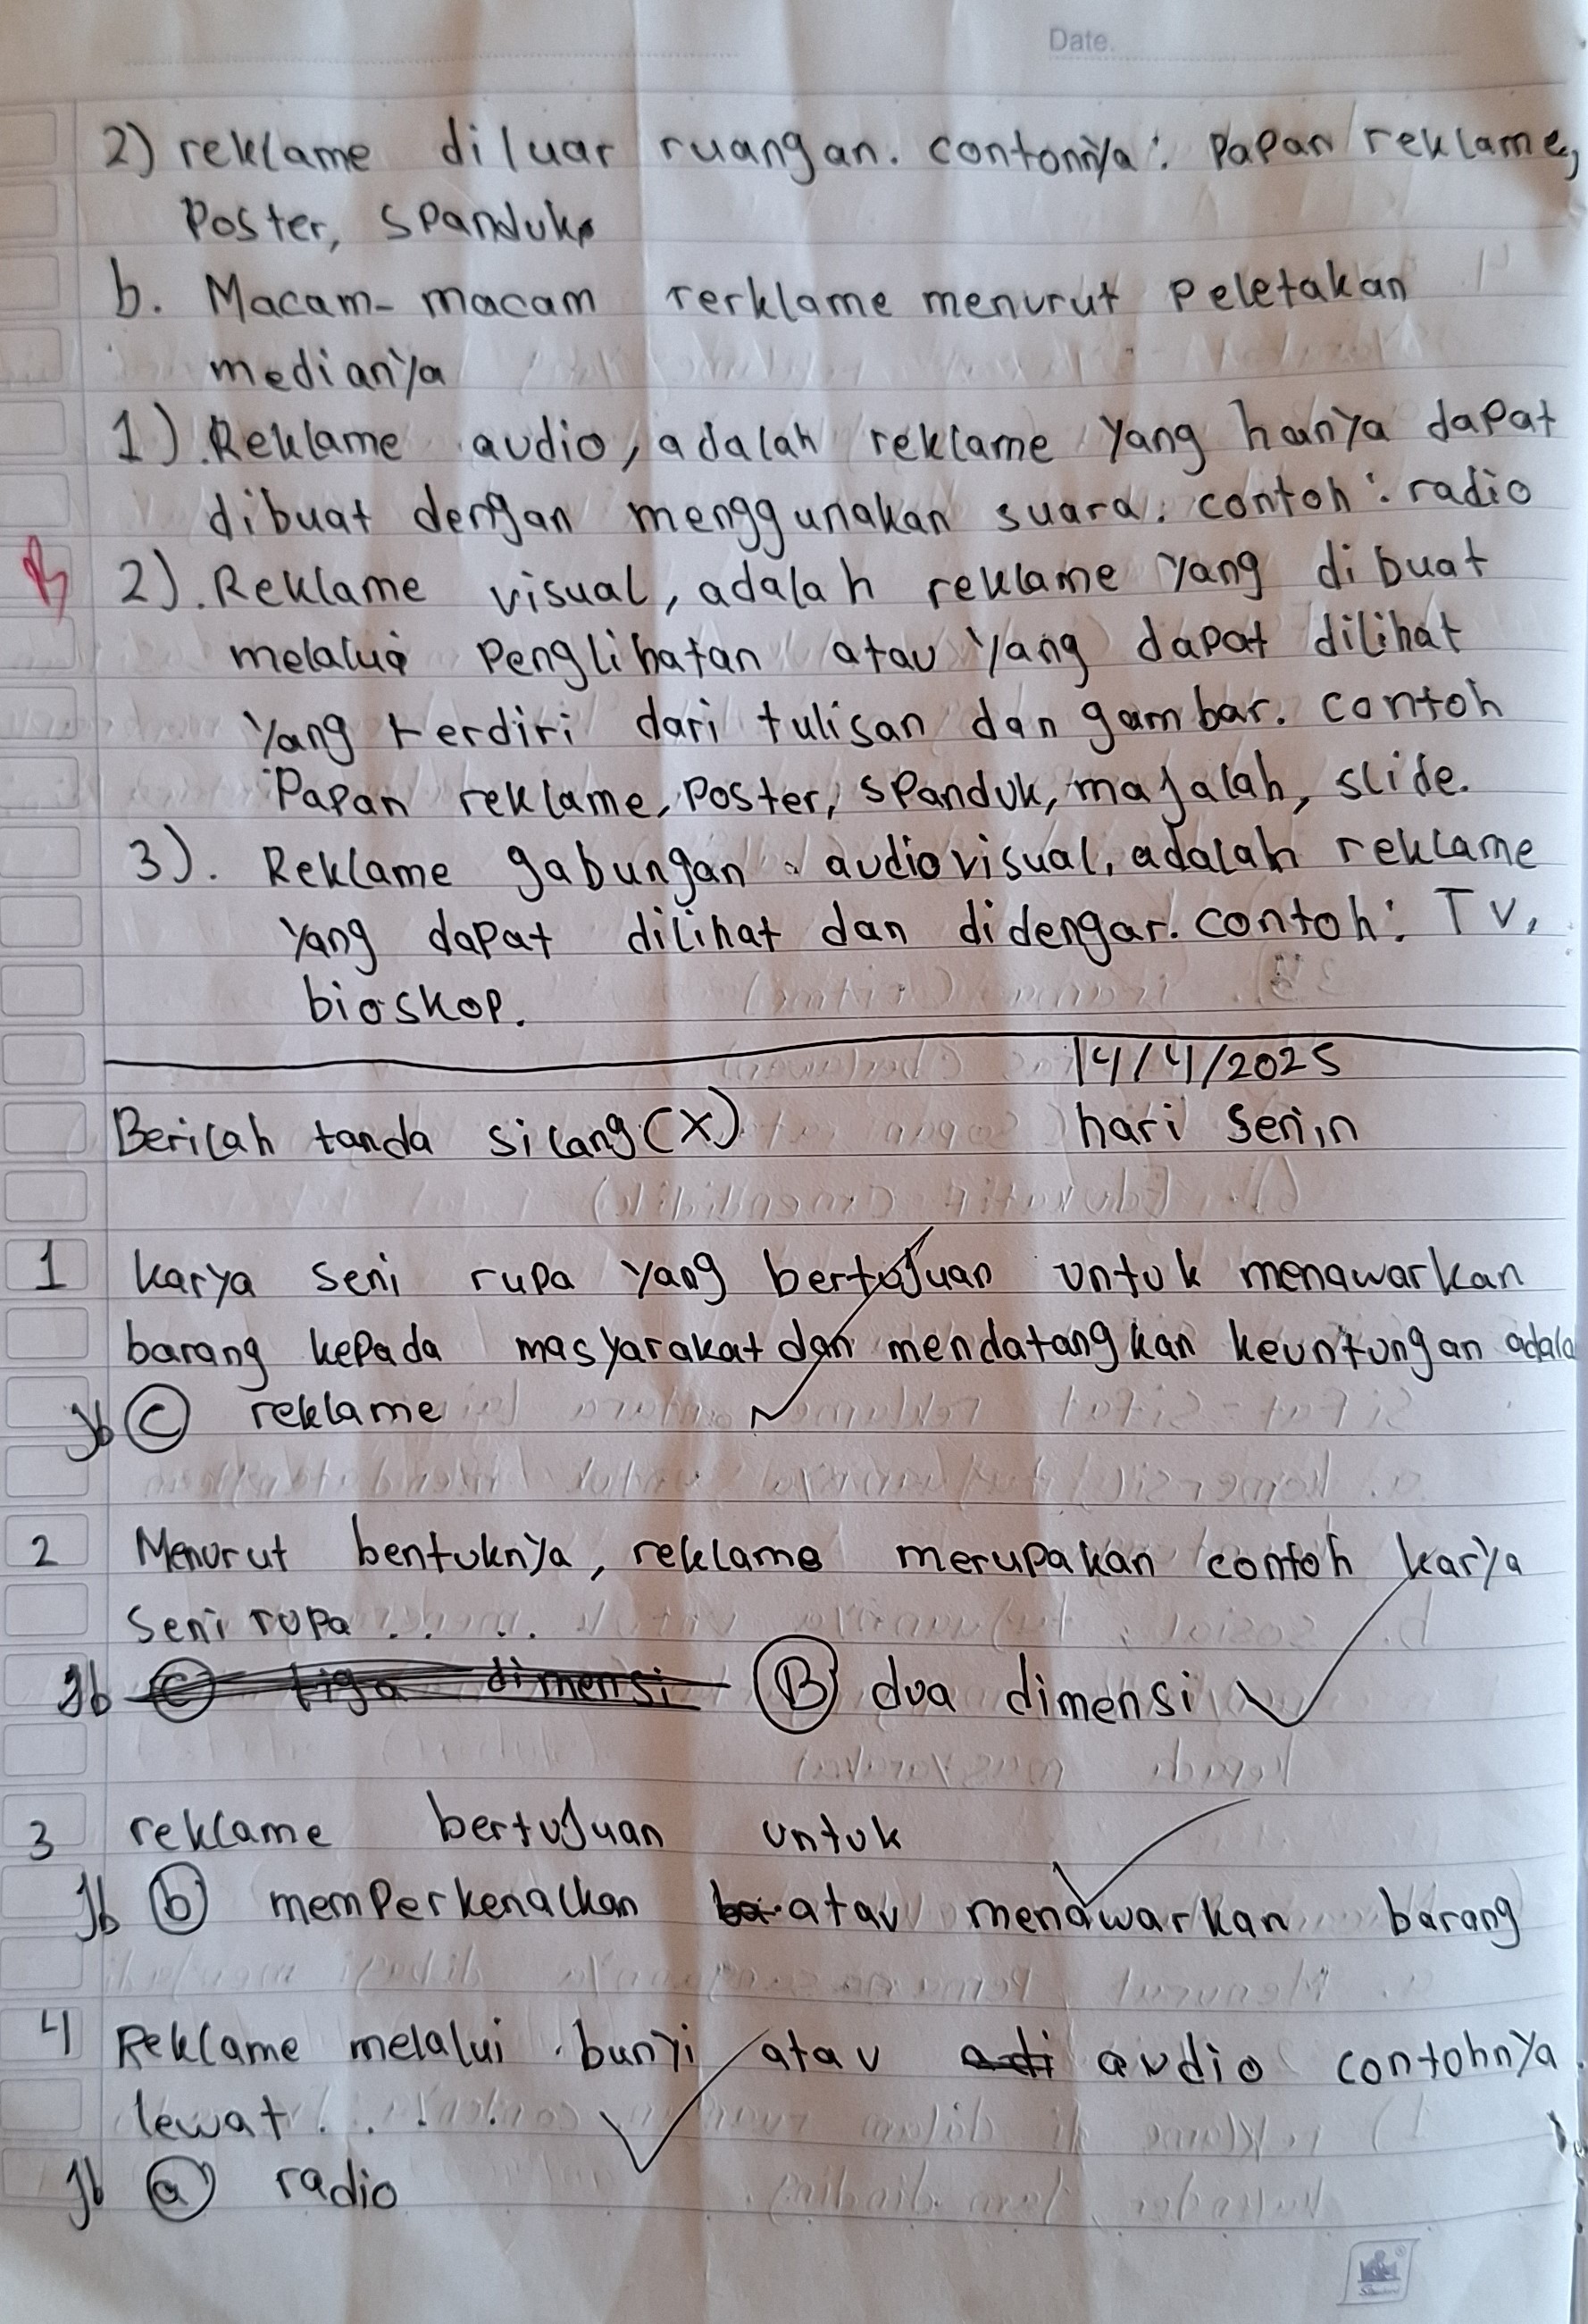 Date.
2) reklame diluar ruangan. contonnya: Papan reklame,
Poster, spanduk
b. Macam-macam rerklame menurut Peletakan
medianya
1). Reklame audio, adalah reklame yang hanya dapat
dibuat dengan menggunakan suara. contoh: radio
2). Reklame visual, adalah reklame yang dibuat
melalui Penglihatan atau yang dapat dilihat
yang terdiri dari tulisan dan gambar. contoh
Papan reklame, Poster, spanduk, majalah, slide.
3). Reklame gabungan audiovisual, adalah reklame
yang dapat dilihat dan didengar. contoh: TV,
bioskop.
14/4/2025
Berilah tanda silang (X) hari Senin
1 Karya seni rupa yang bertujuan untuk menawarkan
barang kepada masyarakat dan mendatangkan keuntungan adala
Jb C reklame
2 Menurut bentuknya, reklame merupakan contoh karya
seni rupa .....
Jb C tiga dimensi B dua dimensi
3 reklame bertujuan untuk
Jb b memperkenalkan ba atau menawarkan barang
4 Reklame melalui bunyi atau adi audio contohnya
lewat .....
Jb a radio